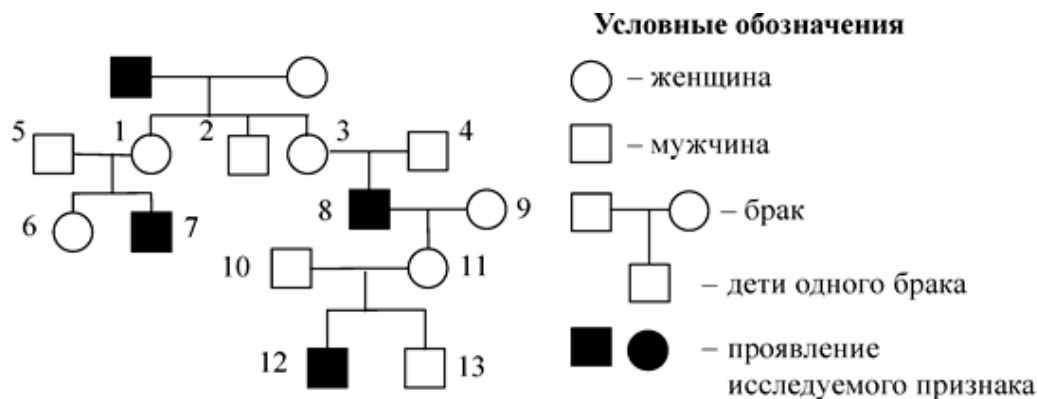 Условные обозначения
– женщина
5 1 2 3 4
– мужчина
6 7 8 9
– брак
10 11
– дети одного брака
12 13
– проявление
исследуемого признака